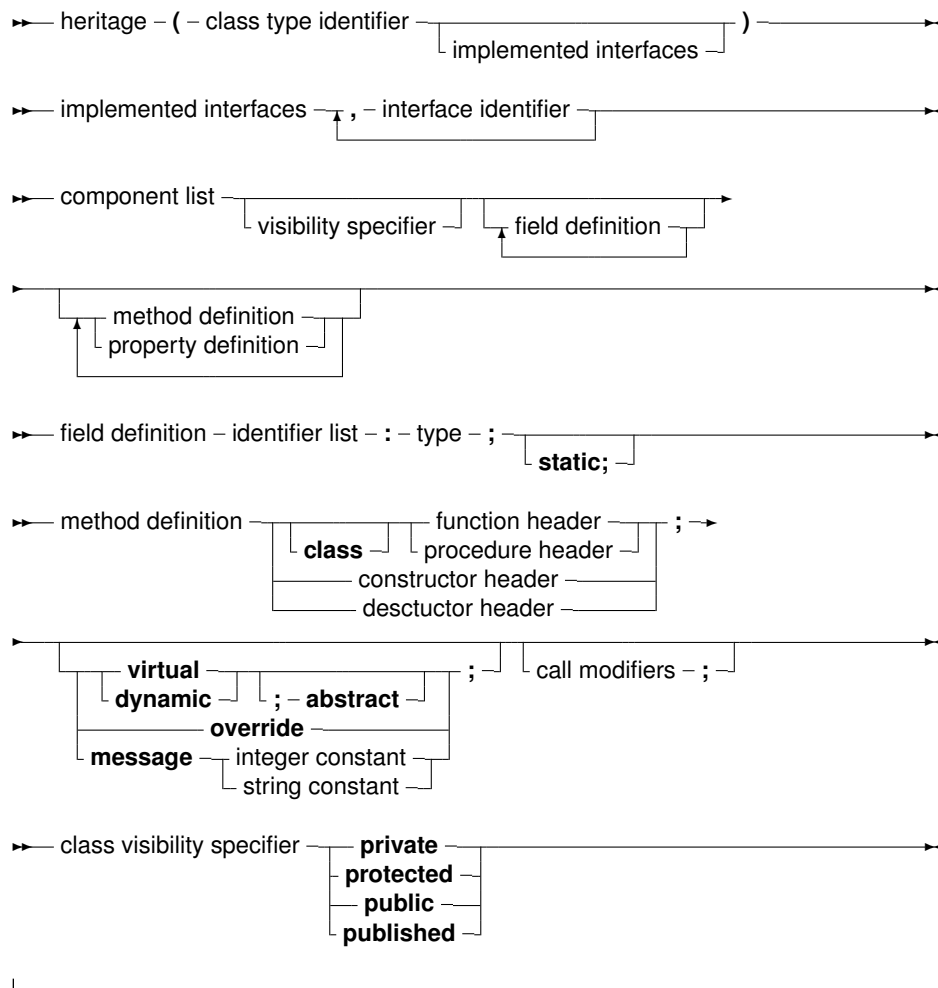 heritage ( class type identifier )
implemented interfaces
implemented interfaces , interface identifier
component list
visibility specifier field definition
method definition
property definition
field definition identifier list : type ;
static;
method definition function header ;
class procedure header
constructor header
desctuctor header
virtual ; call modifiers ;
dynamic ; abstract
override
message integer constant
string constant
class visibility specifier private
protected
public
published